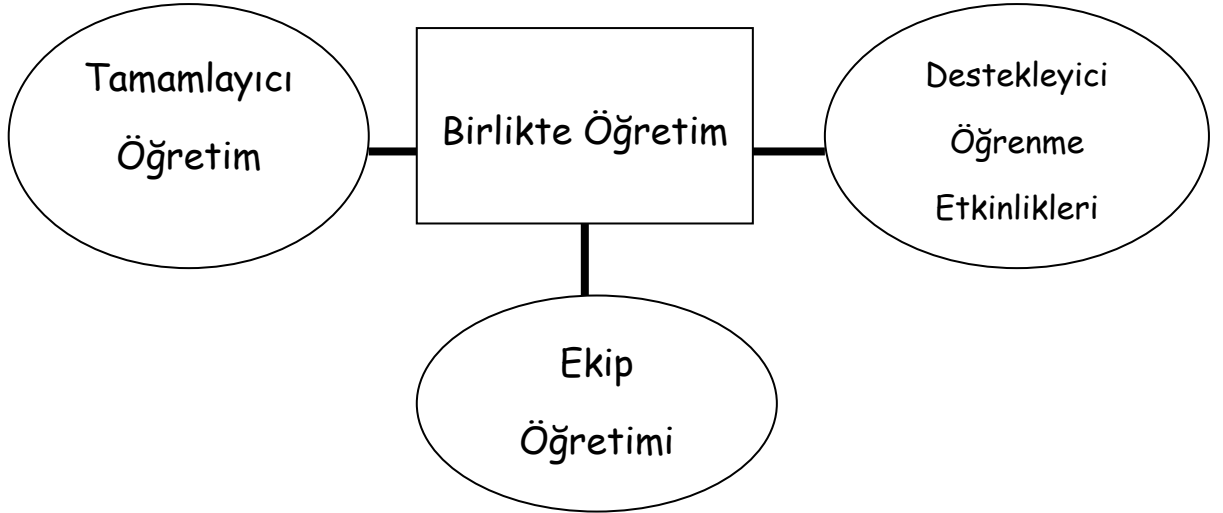 Tamamlayıcı
Öğretim
Birlikte Öğretim
Destekleyici
Öğrenme
Etkinlikleri
Ekip
Öğretimi